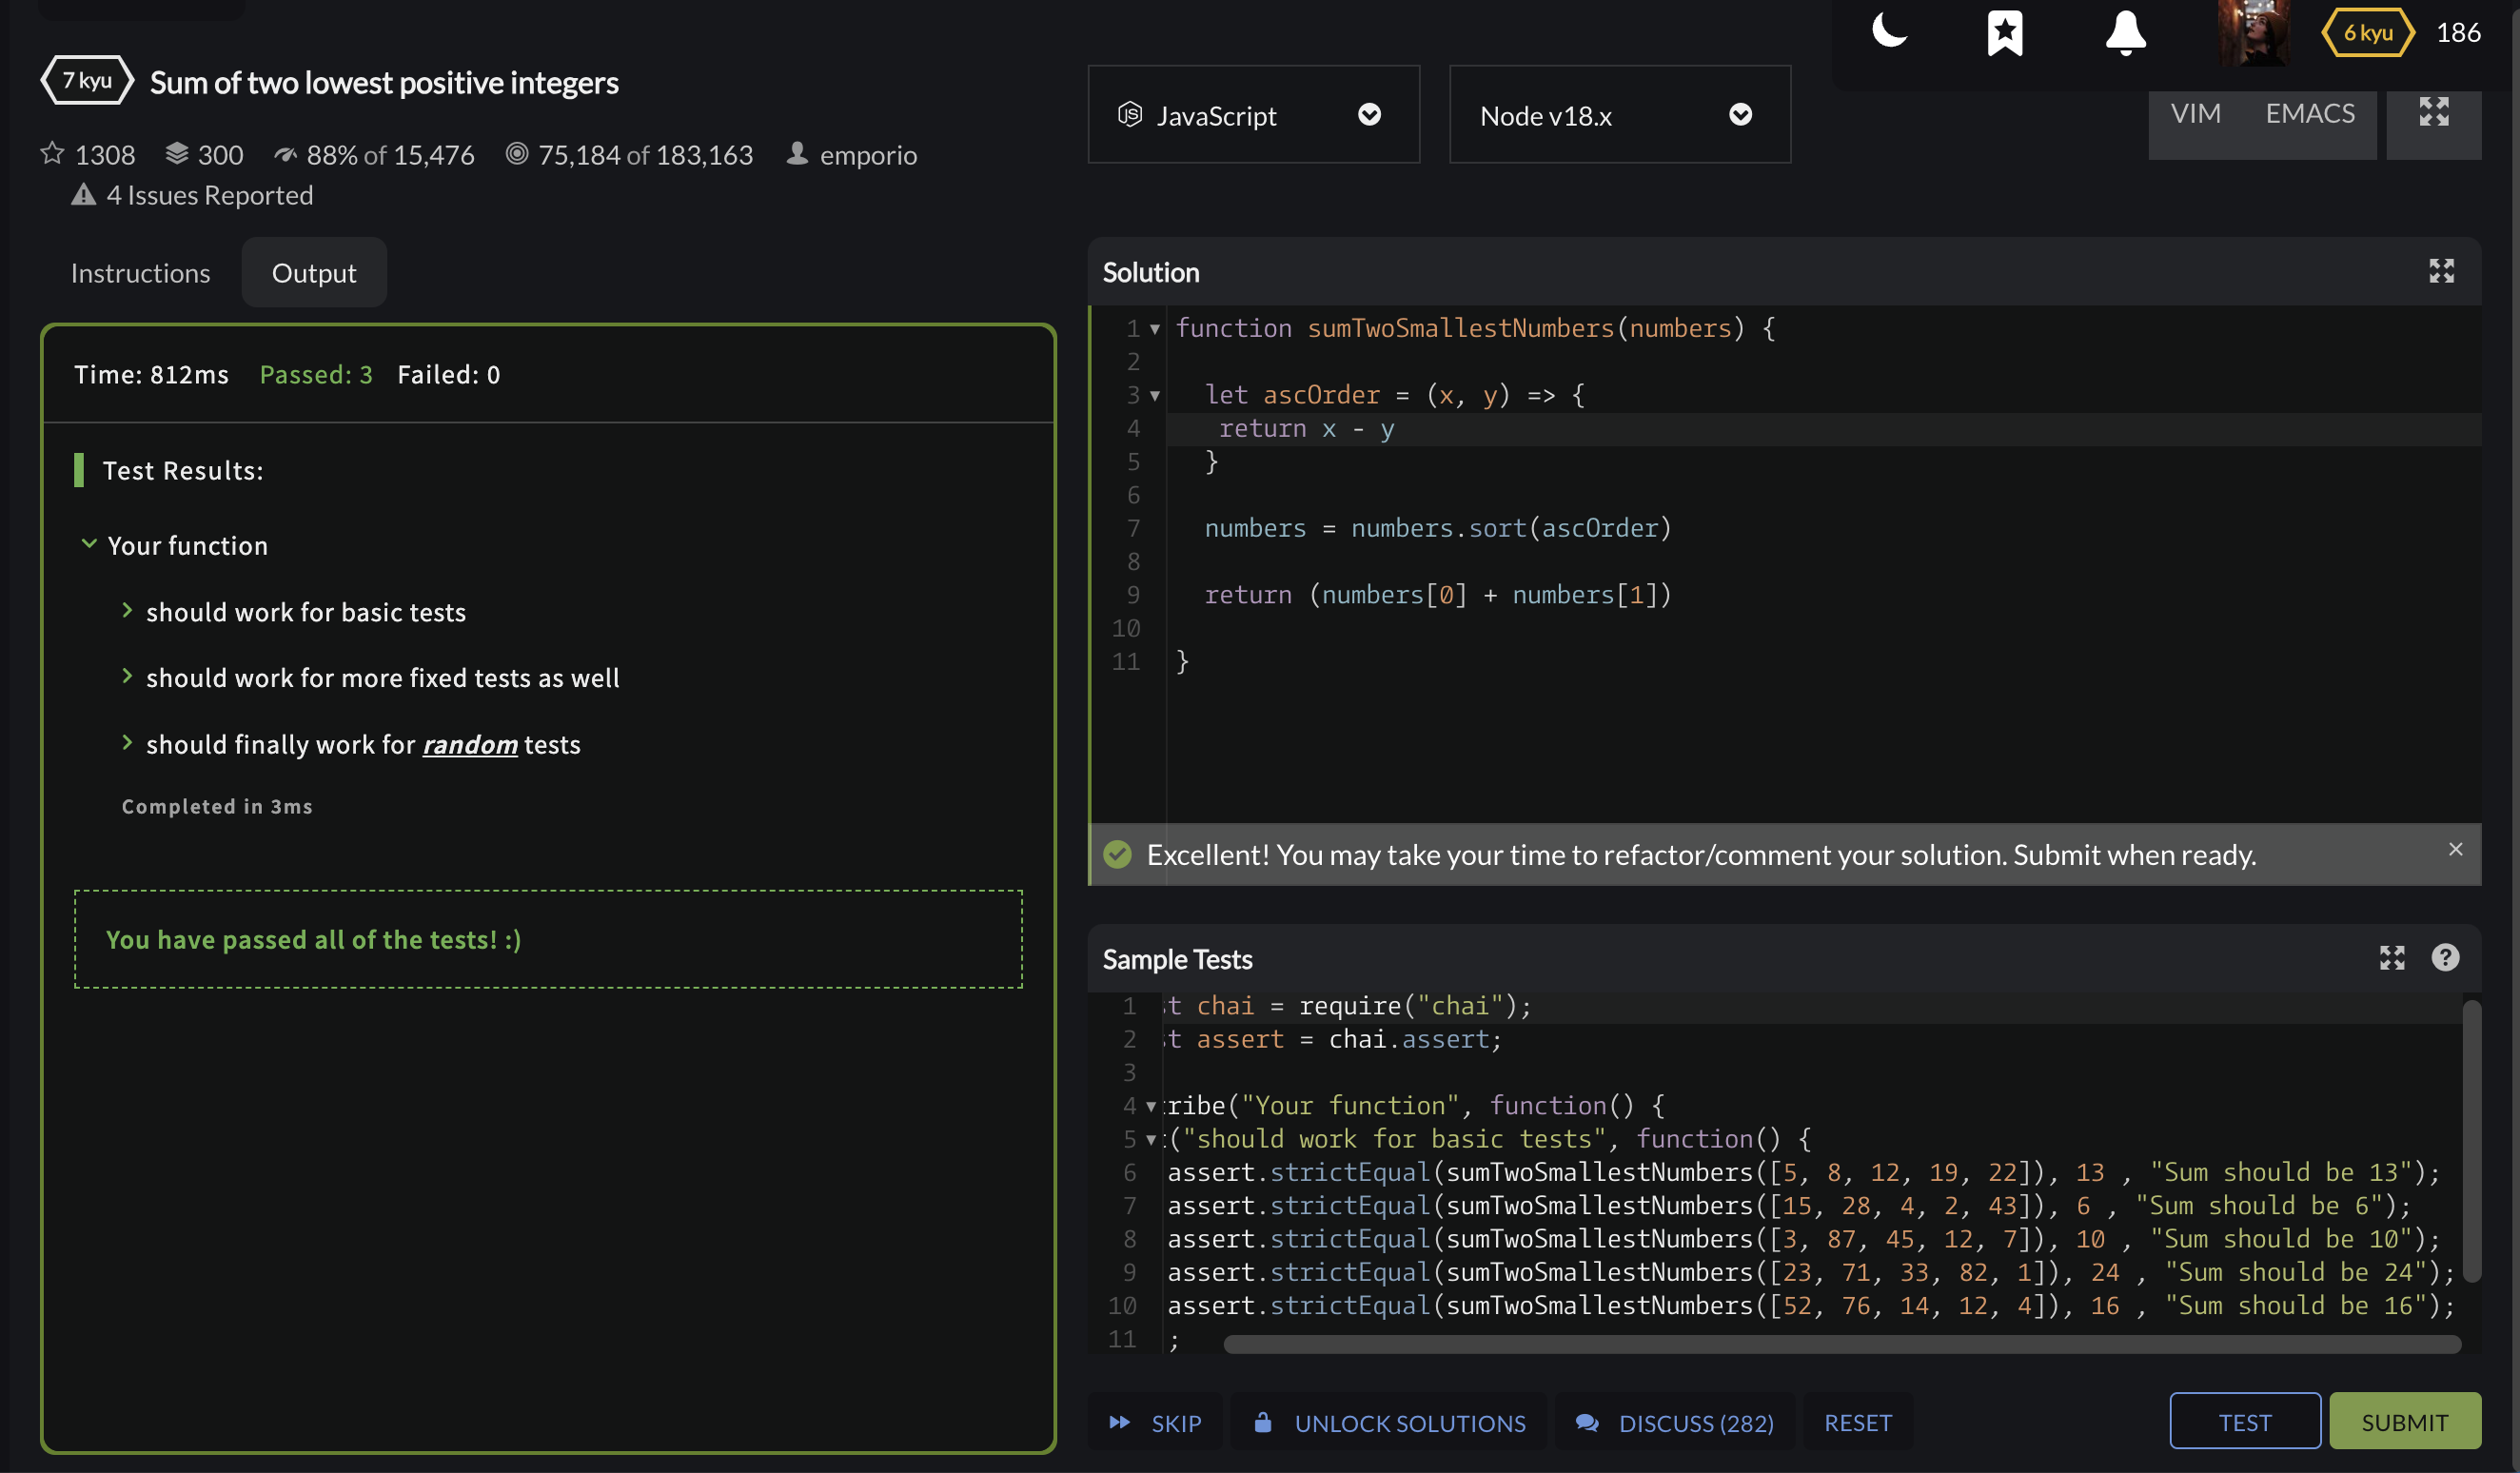 7 kyu Sum of two lowest positive integers
1308 300 88% of 15,476 75,184 of 183,163 emporio
4 Issues Reported
Instructions Output
Time: 812ms Passed: 3 Failed: 0
Test Results:
Your function
should work for basic tests
should work for more fixed tests as well
should finally work for random tests
Completed in 3ms
You have passed all of the tests! :)
6 kyu 186
JavaScript Node v18.x VIM EMACS
Solution
1 function sumTwoSmallestNumbers(numbers) {
2
3 let ascOrder = (x, y) => {
4 return x - y
5 }
6
7 numbers = numbers.sort(ascOrder)
8
9 return (numbers[0] + numbers[1])
10
11 }
Excellent! You may take your time to refactor/comment your solution. Submit when ready.
Sample Tests
1 t chai = require("chai");
2 t assert = chai.assert;
3
4 ribe("Your function", function() {
5 ("should work for basic tests", function() {
6 assert.strictEqual(sumTwoSmallestNumbers([5, 8, 12, 19, 22]), 13 , "Sum should be 13");
7 assert.strictEqual(sumTwoSmallestNumbers([15, 28, 4, 2, 43]), 6 , "Sum should be 6");
8 assert.strictEqual(sumTwoSmallestNumbers([3, 87, 45, 12, 7]), 10 , "Sum should be 10");
9 assert.strictEqual(sumTwoSmallestNumbers([23, 71, 33, 82, 1]), 24 , "Sum should be 24");
10 assert.strictEqual(sumTwoSmallestNumbers([52, 76, 14, 12, 4]), 16 , "Sum should be 16");
11 ;
SKIP UNLOCK SOLUTIONS DISCUSS (282) RESET TEST SUBMIT